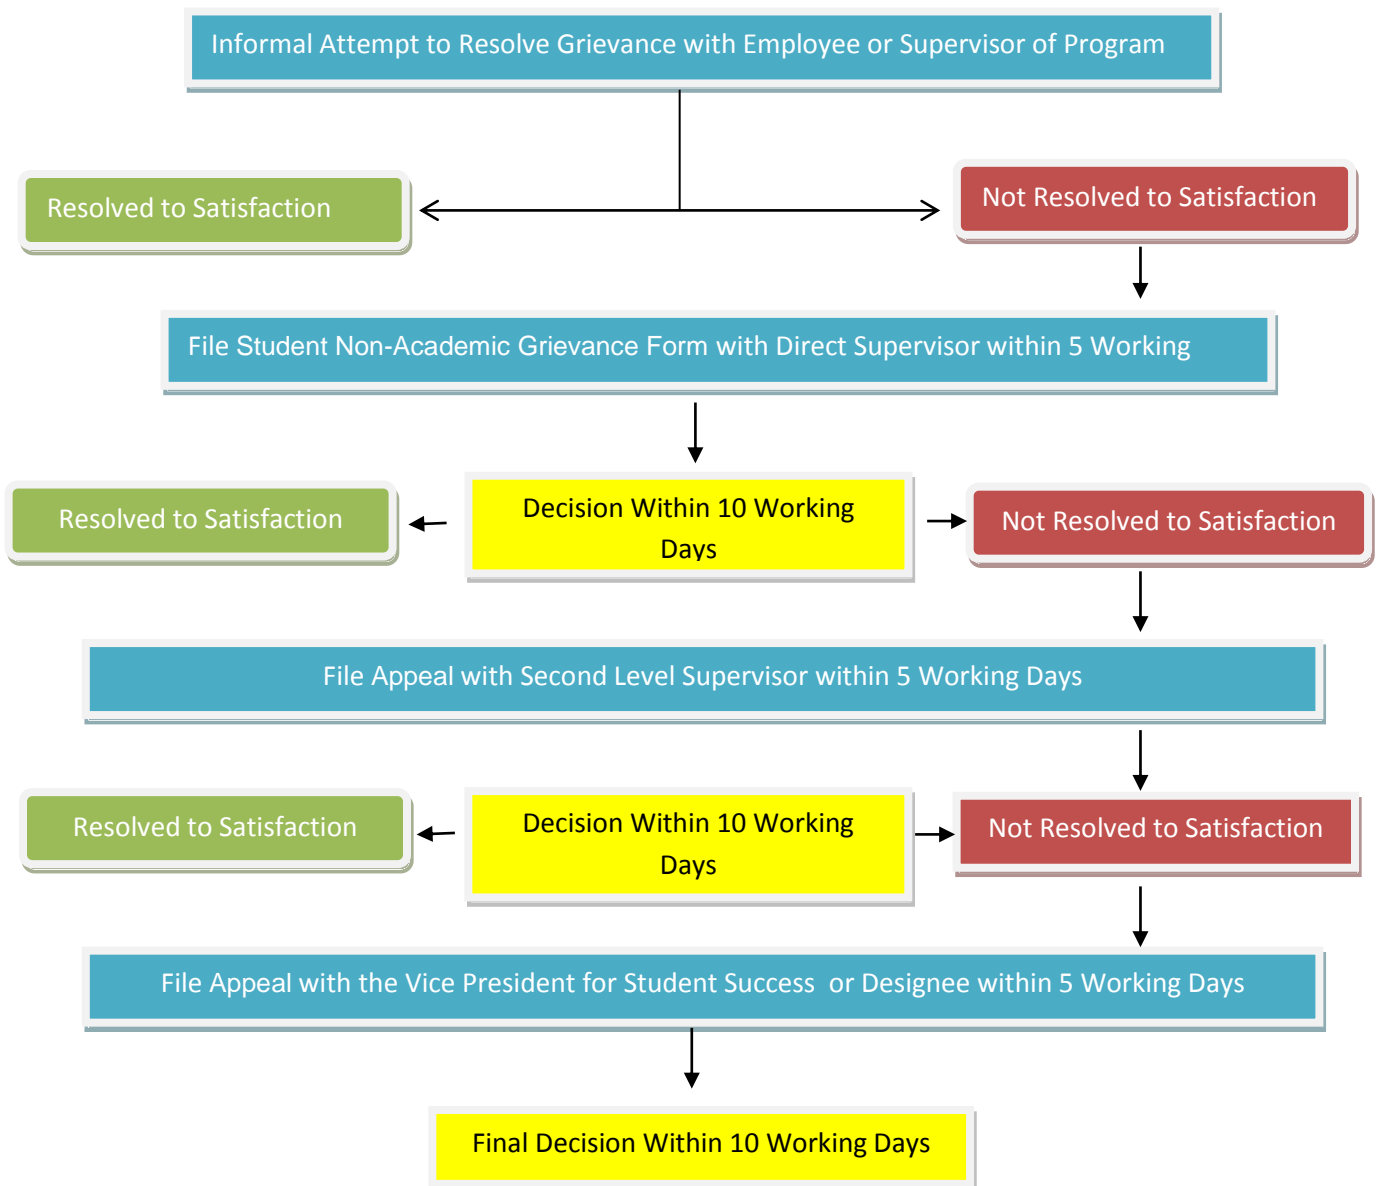 Informal Attempt to Resolve Grievance with Employee or Supervisor of Program
Resolved to Satisfaction
Not Resolved to Satisfaction
File Student Non-Academic Grievance Form with Direct Supervisor within 5 Working
Resolved to Satisfaction
Decision Within 10 Working
Days
Not Resolved to Satisfaction
File Appeal with Second Level Supervisor within 5 Working Days
Resolved to Satisfaction
Decision Within 10 Working
Days
Not Resolved to Satisfaction
File Appeal with the Vice President for Student Success  or Designee within 5 Working Days
Final Decision Within 10 Working Days